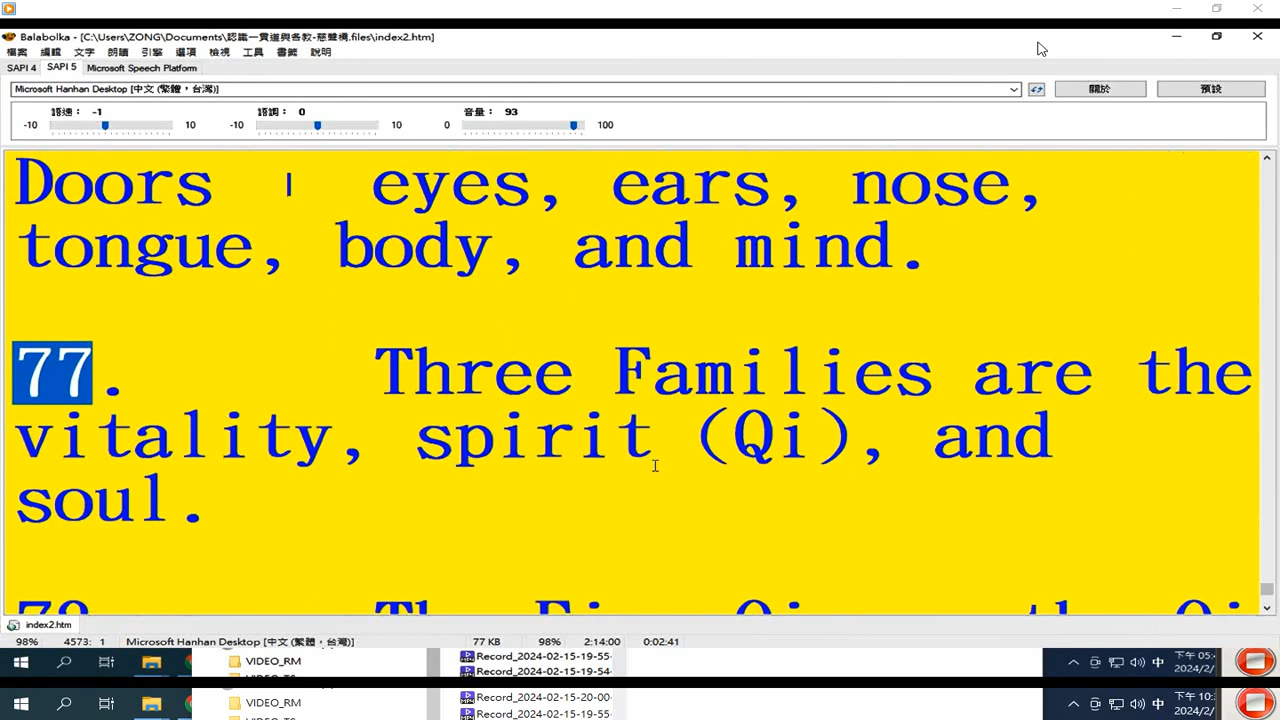 Balabolka - [C:\Users\ZONG\Documents\認識一貫道與各教-慈聲橋.files\index2.htm]
檔案 編輯 文字 朗讀 引擎 選項 檢視 工具 書籤 說明
SAPI 4 SAPI 5 Microsoft Speech Platform
Microsoft Hanhan Desktop [中文 (繁體，台灣)] 關於 預設
語速： -1 語調： 0 音量： 93
-10 10 -10 10 0 100
Doors eyes, ears, nose,
tongue, body, and mind.
77. Three Families are the
vitality, spirit (Qi), and
soul.
index2.htm
98% 4573: 1 Microsoft Hanhan Desktop [中文 (繁體，台灣)] 77 KB 98% 2:14:00 0:02:41
VIDEO_RM Record_2024-02-15-19-55- 中 下午 05:
Record_2024-02-15-19-54- 2024/2/
VIDEO_RM Record_2024-02-15-20-00- 中 下午 10:
Record_2024-02-15-19-55- 2024/2/